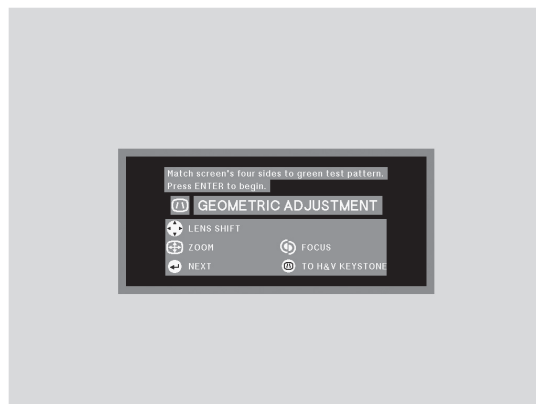 Match screen's four sides to green test pattern.
Press ENTER to begin.
GEOMETRIC ADJUSTMENT
LENS SHIFT
ZOOM FOCUS
NEXT TO H&V KEYSTONE